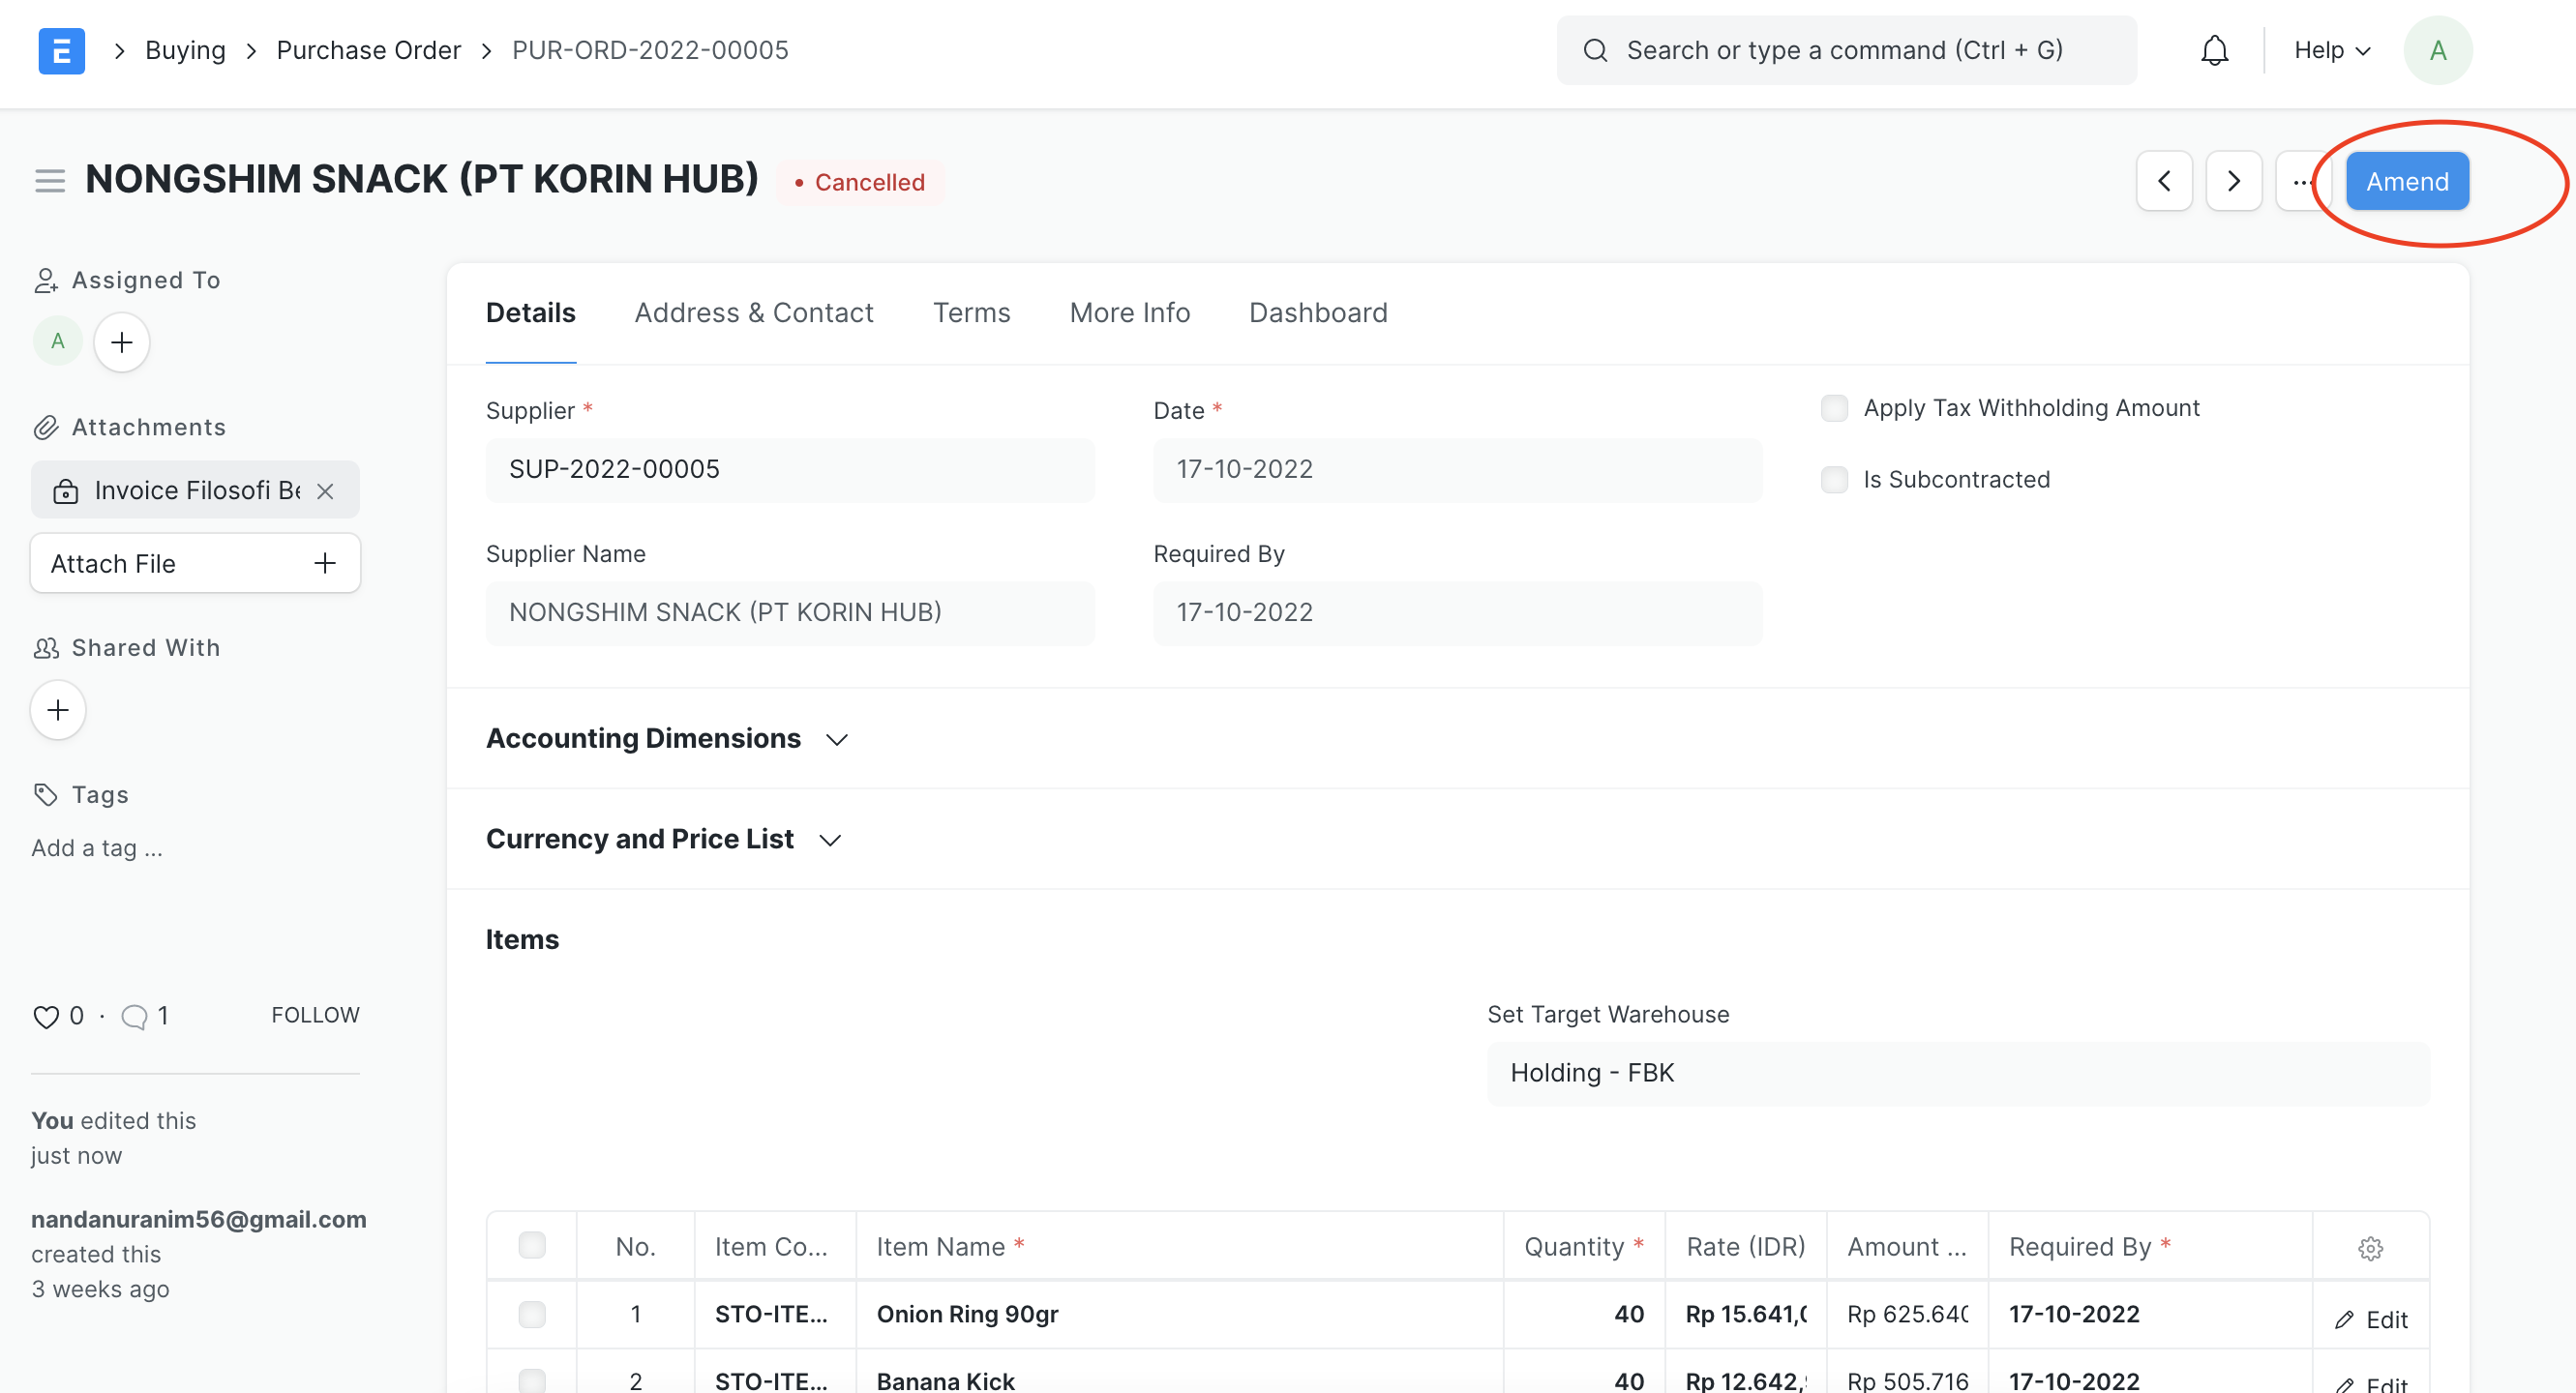 E > Buying > Purchase Order > PUR-ORD-2022-00005
Search or type a command (Ctrl + G)
Help
A
NONGSHIM SNACK (PT KORIN HUB)
• Cancelled
...
Amend
Assigned To
A
Attachments
Invoice Filosofi
Attach File
Shared With
Tags
Add a tag ...
0 · 1
FOLLOW
You edited this
just now
nandanuranim56@gmail.com
created this
3 weeks ago
Details Address & Contact Terms More Info Dashboard
Supplier *
SUP-2022-00005
Date *
17-10-2022
Apply Tax Withholding Amount
Is Subcontracted
Supplier Name
NONGSHIM SNACK (PT KORIN HUB)
Required By
17-10-2022
Accounting Dimensions
Currency and Price List
Items
Set Target Warehouse
Holding - FBK
No. Item Co... Item Name * Quantity * Rate (IDR) Amount ... Required By *
1 STO-ITE... Onion Ring 90gr 40 Rp 15.641, Rp 625.64 17-10-2022 Edit
2 STO-ITE... Banana Kick 40 Rp 12.642, Rp 505.716 17-10-2022 Edit